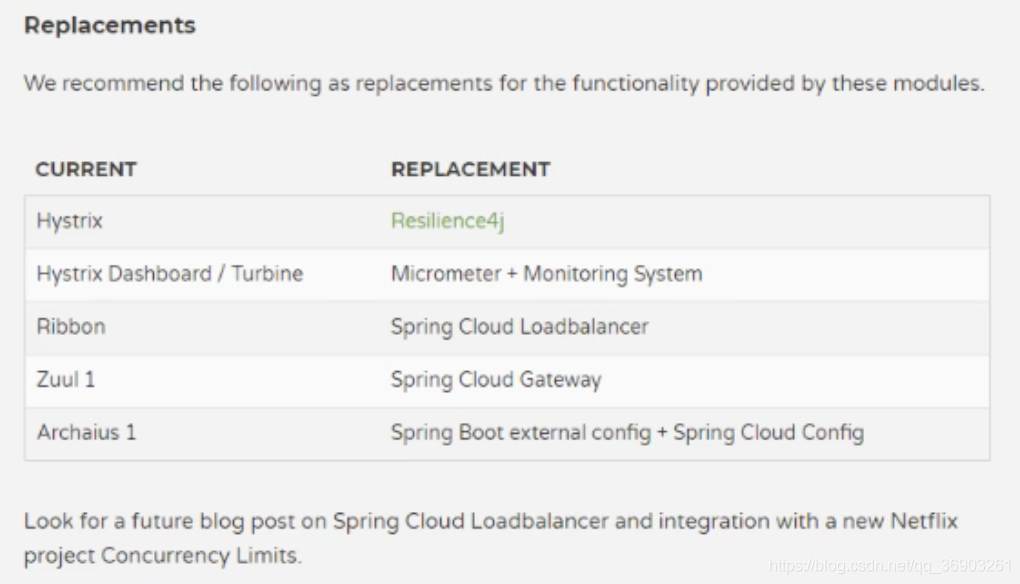 Replacements
We recommend the following as replacements for the functionality provided by these modules.
CURRENT REPLACEMENT
Hystrix Resilience4j
Hystrix Dashboard / Turbine Micrometer + Monitoring System
Ribbon Spring Cloud Loadbalancer
Zuul 1 Spring Cloud Gateway
Archaius 1 Spring Boot external config + Spring Cloud Config
Look for a future blog post on Spring Cloud Loadbalancer and integration with a new Netflix
project Concurrency Limits.
https://blog.csdn.net/qq_36903261